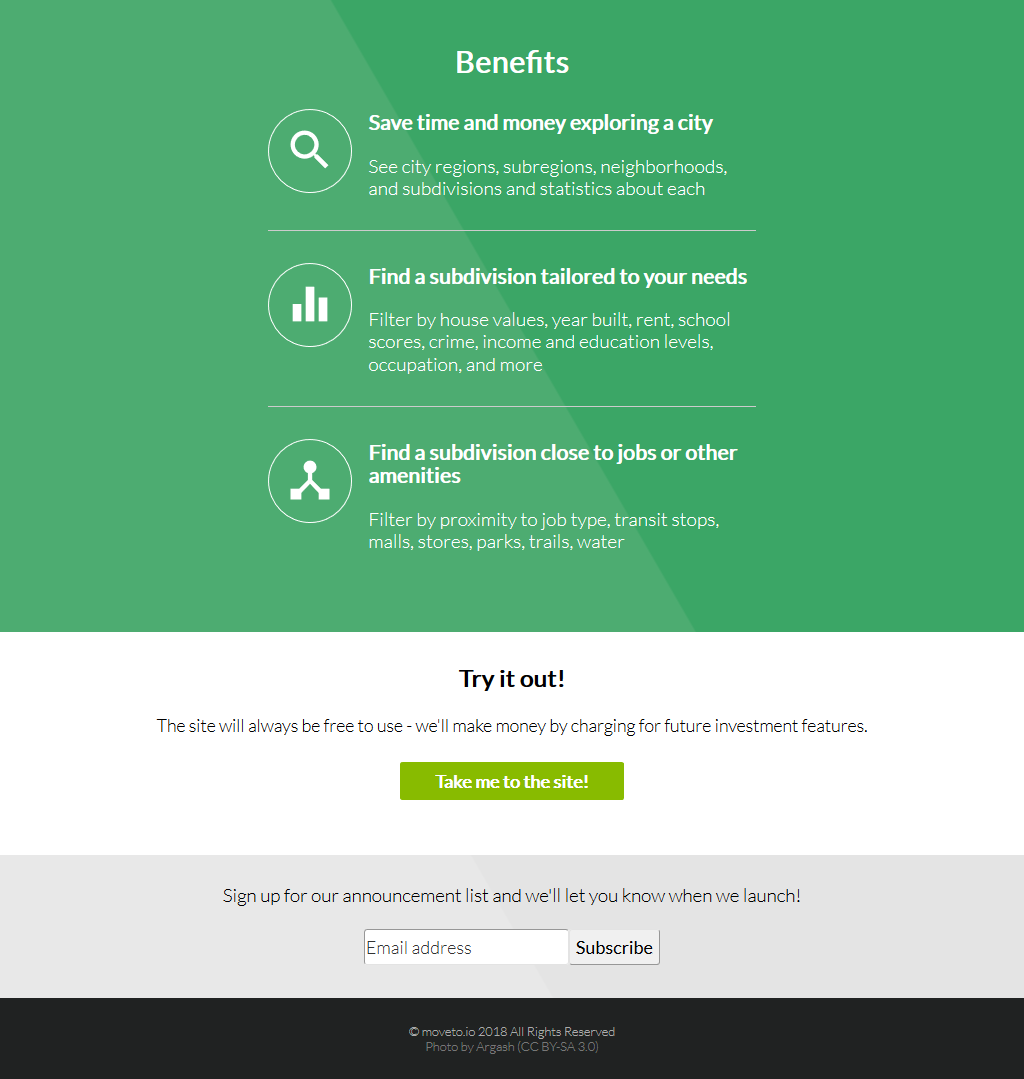 Benefits
Save time and money exploring a city
See city regions, subregions, neighborhoods,
and subdivisions and statistics about each
Find a subdivision tailored to your needs
Filter by house values, year built, rent, school
scores, crime, income and education levels,
occupation, and more
Find a subdivision close to jobs or other
amenities
Filter by proximity to job type, transit stops,
malls, stores, parks, trails, water
Try it out!
The site will always be free to use - we'll make money by charging for future investment features.
Take me to the site!
Sign up for our announcement list and we'll let you know when we launch!
Email address
Subscribe
© moveto.io 2018 All Rights Reserved
Photo by Argash (CC BY-SA 3.0)